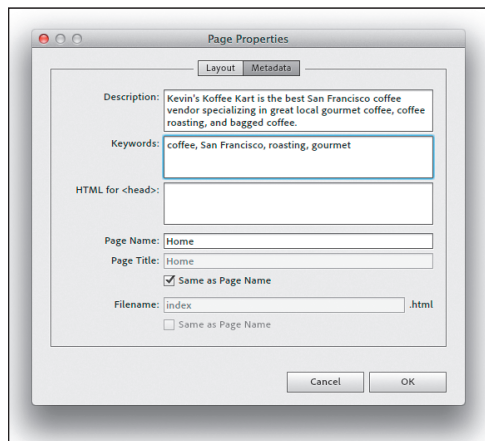 Page Properties
Layout Metadata
Description: Kevin's Koffee Kart is the best San Francisco coffee
vendor specializing in great local gourmet coffee, coffee
roasting, and bagged coffee.
Keywords: coffee, San Francisco, roasting, gourmet
HTML for <head>:
Page Name: Home
Page Title: Home
Same as Page Name
Filename: index .html
Same as Page Name
Cancel OK